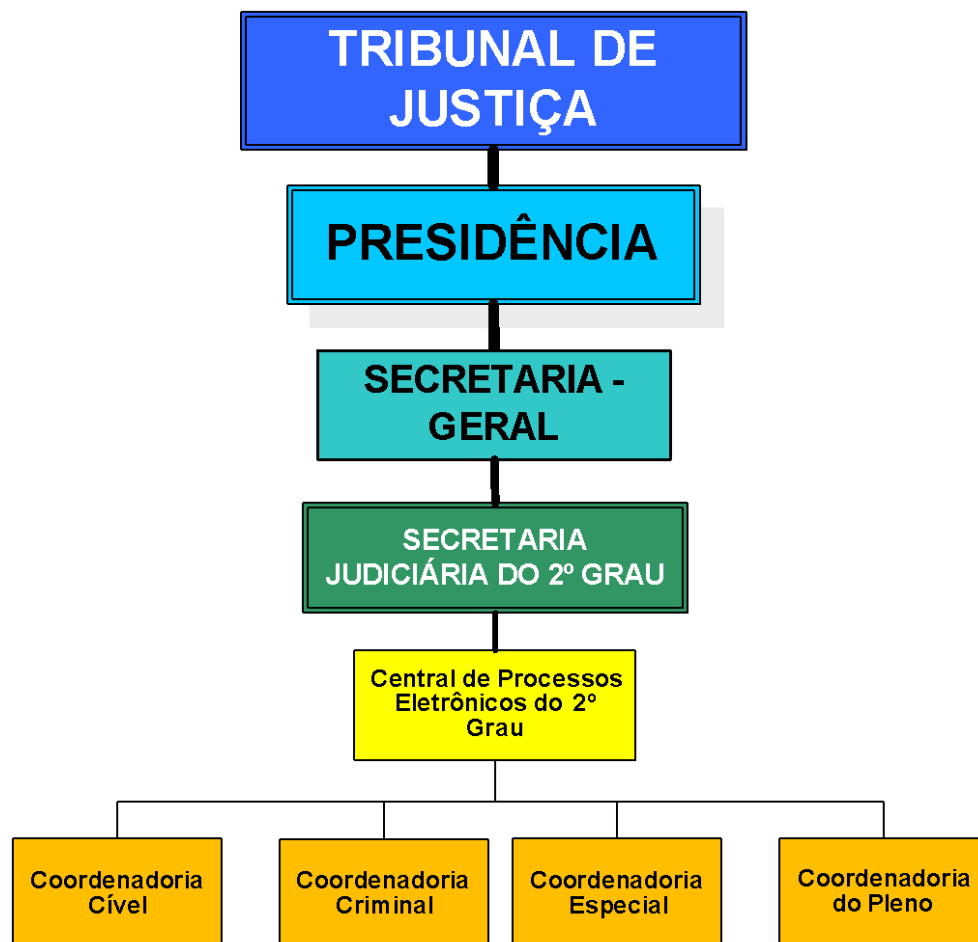 TRIBUNAL DE
JUSTIÇA
PRESIDÊNCIA
SECRETARIA -
GERAL
SECRETARIA
JUDICIÁRIA DO 2º GRAU
Central de Processos
Eletrônicos do 2º
Grau
Coordenadoria
Cível
Coordenadoria
Criminal
Coordenadoria
Especial
Coordenadoria
do Pleno